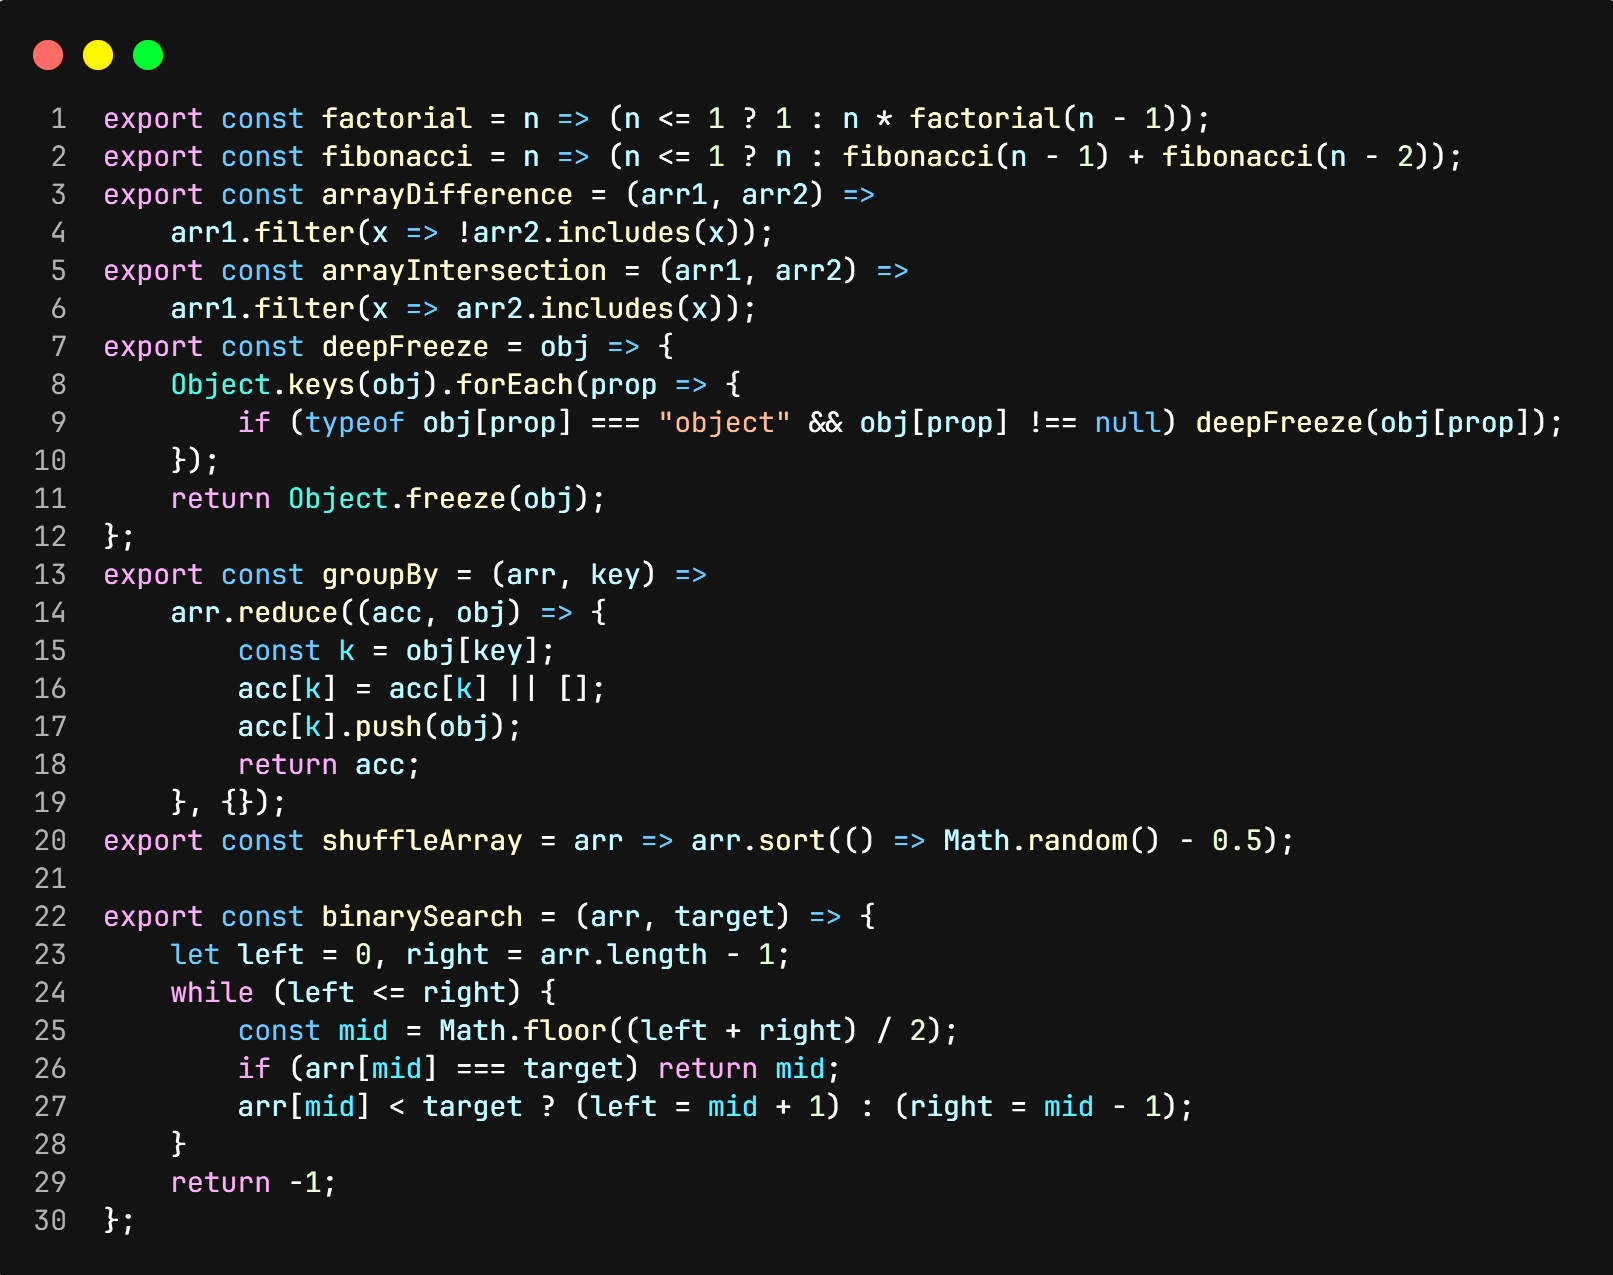 1 export const factorial = n => (n <= 1 ? 1 : n * factorial(n - 1));
2 export const fibonacci = n => (n <= 1 ? n : fibonacci(n - 1) + fibonacci(n - 2));
3 export const arrayDifference = (arr1, arr2) =>
4     arr1.filter(x => !arr2.includes(x));
5 export const arrayIntersection = (arr1, arr2) =>
6     arr1.filter(x => arr2.includes(x));
7 export const deepFreeze = obj => {
8     Object.keys(obj).forEach(prop => {
9         if (typeof obj[prop] === "object" && obj[prop] !== null) deepFreeze(obj[prop]);
10     });
11     return Object.freeze(obj);
12 };
13 export const groupBy = (arr, key) =>
14     arr.reduce((acc, obj) => {
15         const k = obj[key];
16         acc[k] = acc[k] || [];
17         acc[k].push(obj);
18         return acc;
19     }, {});
20 export const shuffleArray = arr => arr.sort(() => Math.random() - 0.5);
21
22 export const binarySearch = (arr, target) => {
23     let left = 0, right = arr.length - 1;
24     while (left <= right) {
25         const mid = Math.floor((left + right) / 2);
26         if (arr[mid] === target) return mid;
27         arr[mid] < target ? (left = mid + 1) : (right = mid - 1);
28     }
29     return -1;
30 };